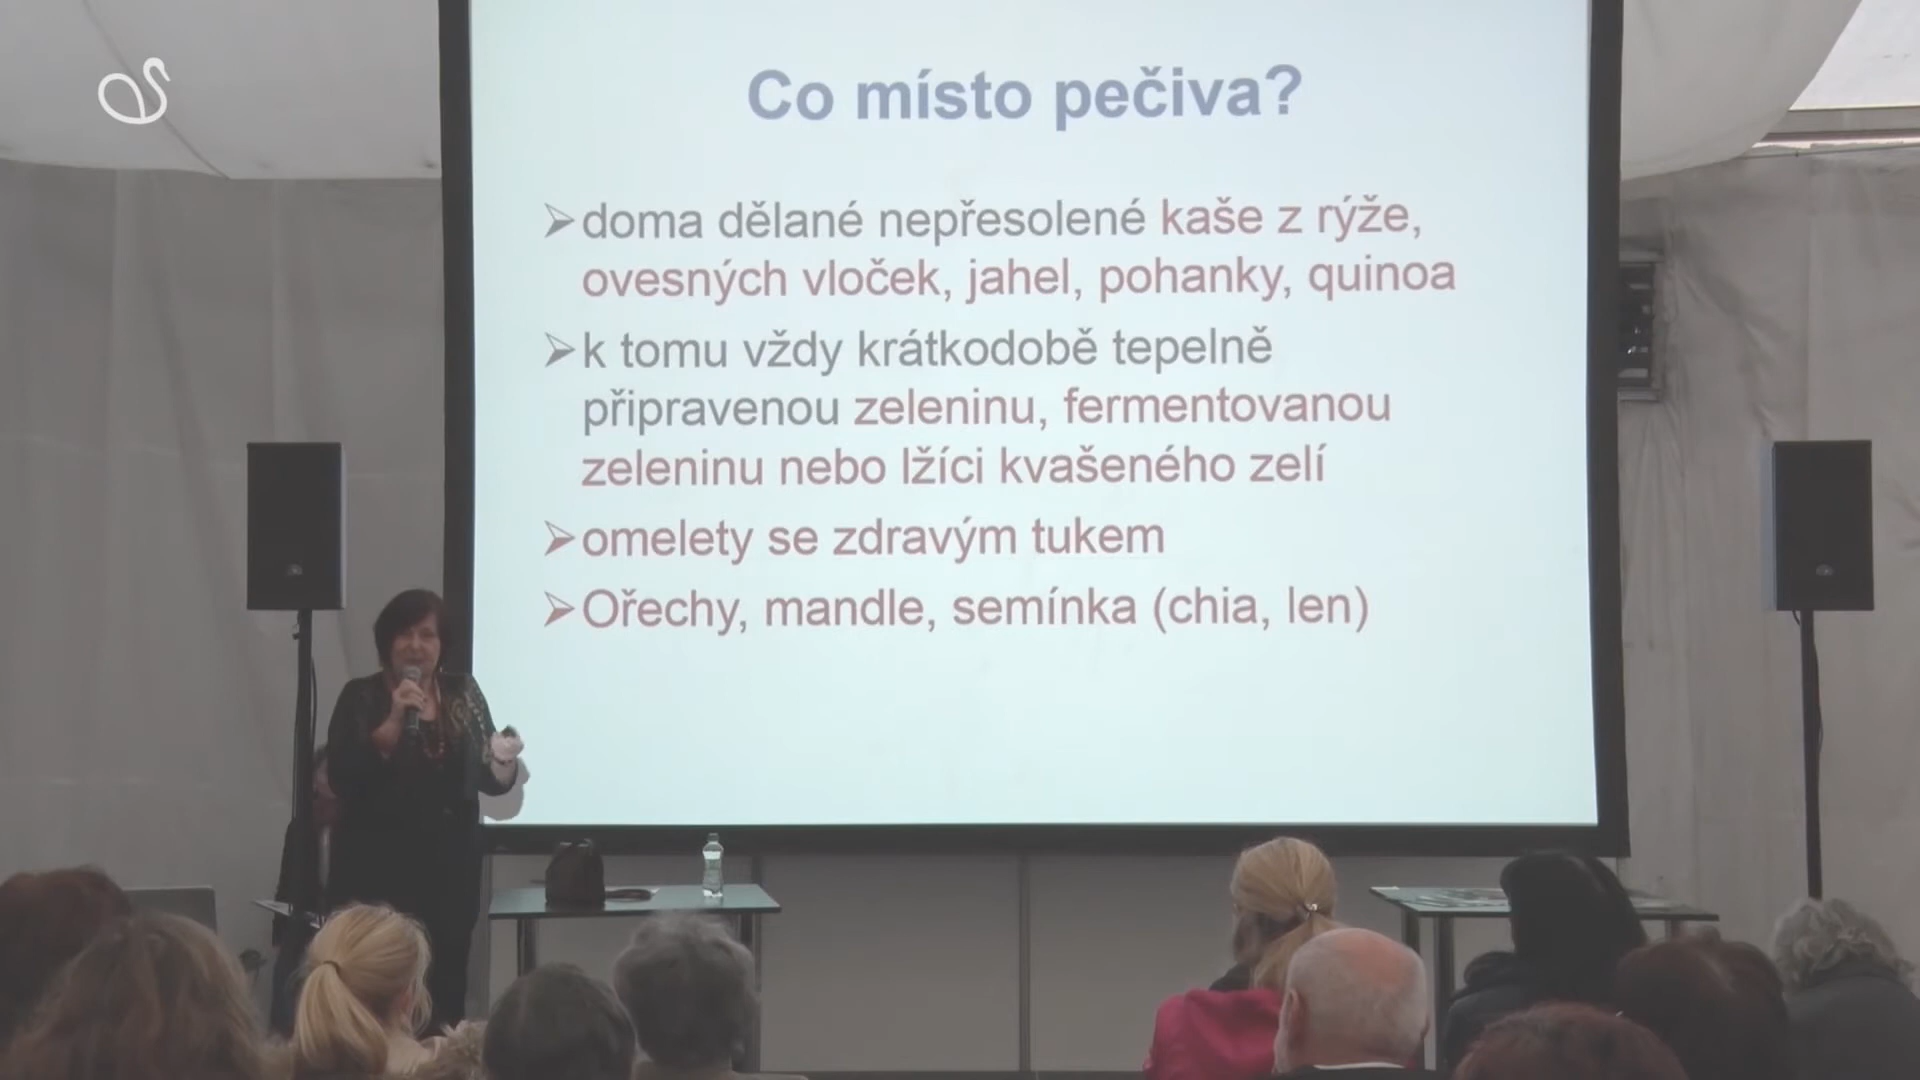 Co místo pečiva?
➢doma dělané nepřesolené kaše z rýže,
ovesných vloček, jahel, pohanky, quinoa
➢k tomu vždy krátkodobě tepelně
připravenou zeleninu, fermentovanou
zeleninu nebo lžíci kvašeného zelí
➢omelety se zdravým tukem
➢Ořechy, mandle, semínka (chia, len)